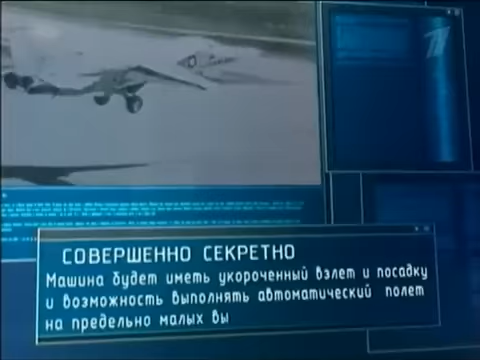 СОВЕРШЕННО СЕКРЕТНО
Машина будет иметь укороченный взлет и посадку
и возможность выполнять автоматический полет
на предельно малых вы